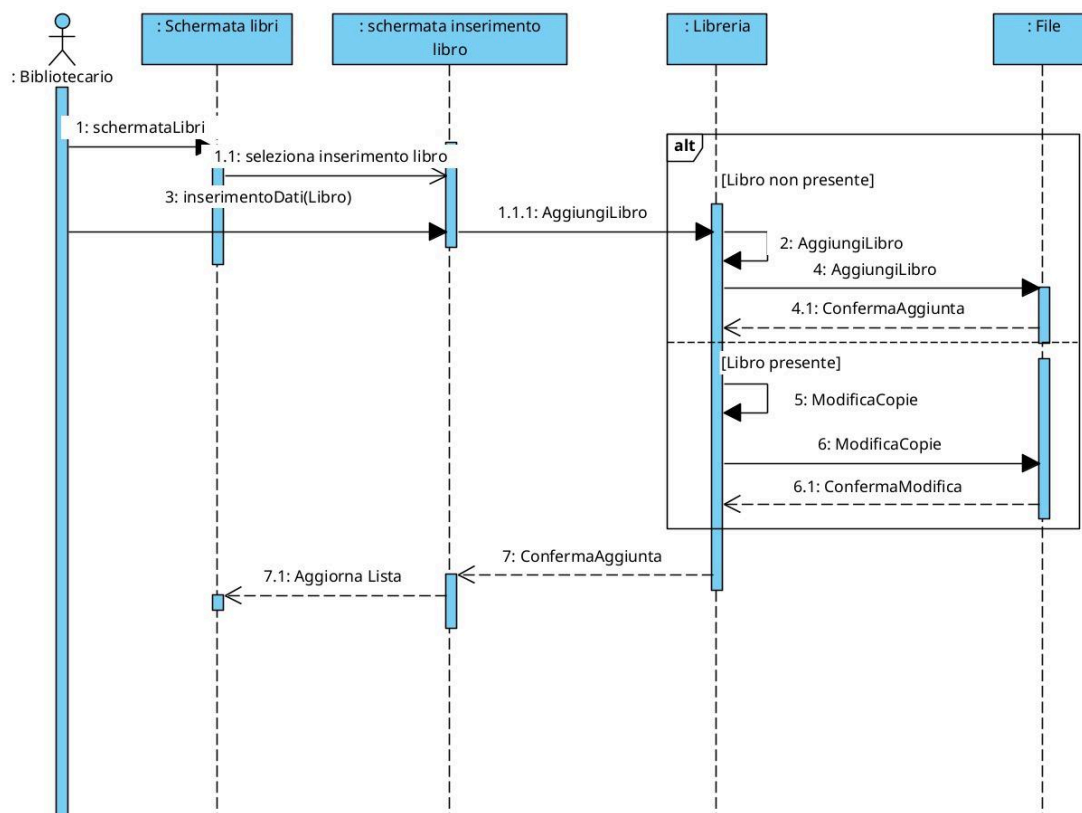 : Schermata libri
: schermata inserimento
libro
: Libreria
: File
: Bibliotecario
1: schermataLibri
alt
1.1: seleziona inserimento libro
[Libro non presente]
3: inserimentoDati(Libro)
1.1.1: AggiungiLibro
2: AggiungiLibro
4: AggiungiLibro
4.1: ConfermaAggiunta
[Libro presente]
5: ModificaCopie
6: ModificaCopie
6.1: ConfermaModifica
7: ConfermaAggiunta
7.1: Aggiorna Lista